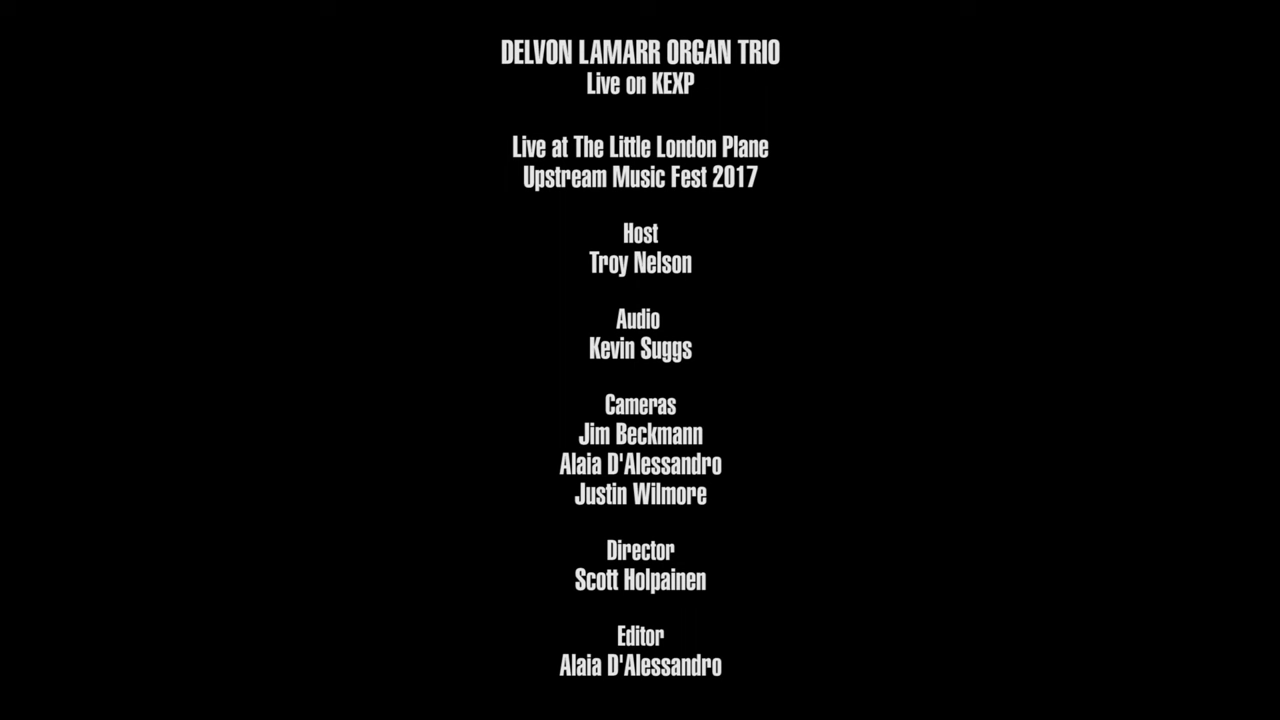 DELVON LAMARR ORGAN TRIO
Live on KEXP
Live at The Little London Plane
Upstream Music Fest 2017
Host
Troy Nelson
Audio
Kevin Suggs
Cameras
Jim Beckmann
Alaia D'Alessandro
Justin Wilmore
Director
Scott Holpainen
Editor
Alaia D'Alessandro